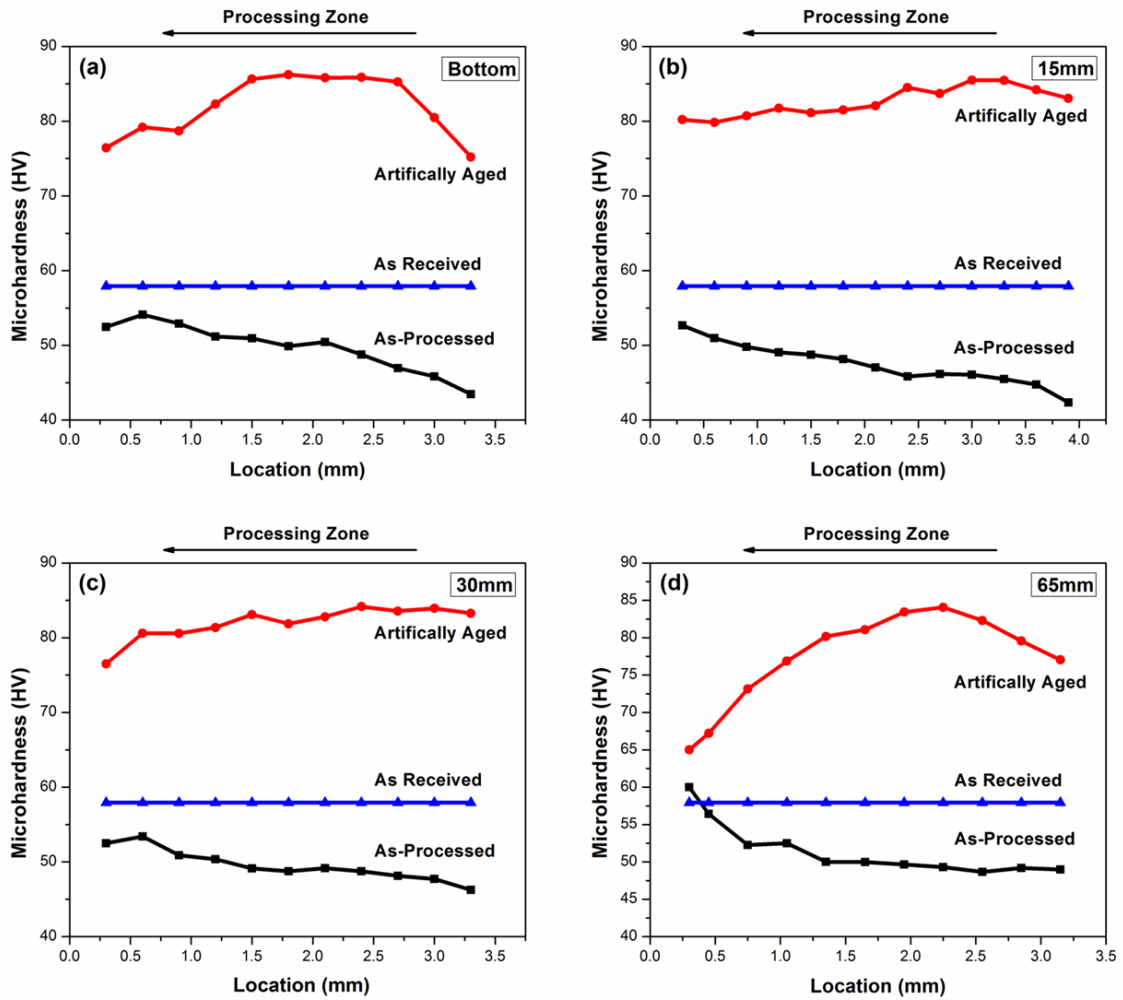 Processing Zone
(a)
Bottom
90
80
70
60
50
40
Microhardness (HV)
Artifically Aged
As Received
As-Processed
0.0 0.5 1.0 1.5 2.0 2.5 3.0 3.5
Location (mm)
Processing Zone
(b)
15mm
90
80
70
60
50
40
Microhardness (HV)
Artifically Aged
As Received
As-Processed
0.0 0.5 1.0 1.5 2.0 2.5 3.0 3.5 4.0
Location (mm)
Processing Zone
(c)
30mm
90
80
70
60
50
40
Microhardness (HV)
Artifically Aged
As Received
As-Processed
0.0 0.5 1.0 1.5 2.0 2.5 3.0 3.5
Location (mm)
Processing Zone
(d)
65mm
90
85
80
75
70
65
60
55
50
45
40
Microhardness (HV)
Artifically Aged
As Received
As-Processed
0.0 0.5 1.0 1.5 2.0 2.5 3.0 3.5
Location (mm)